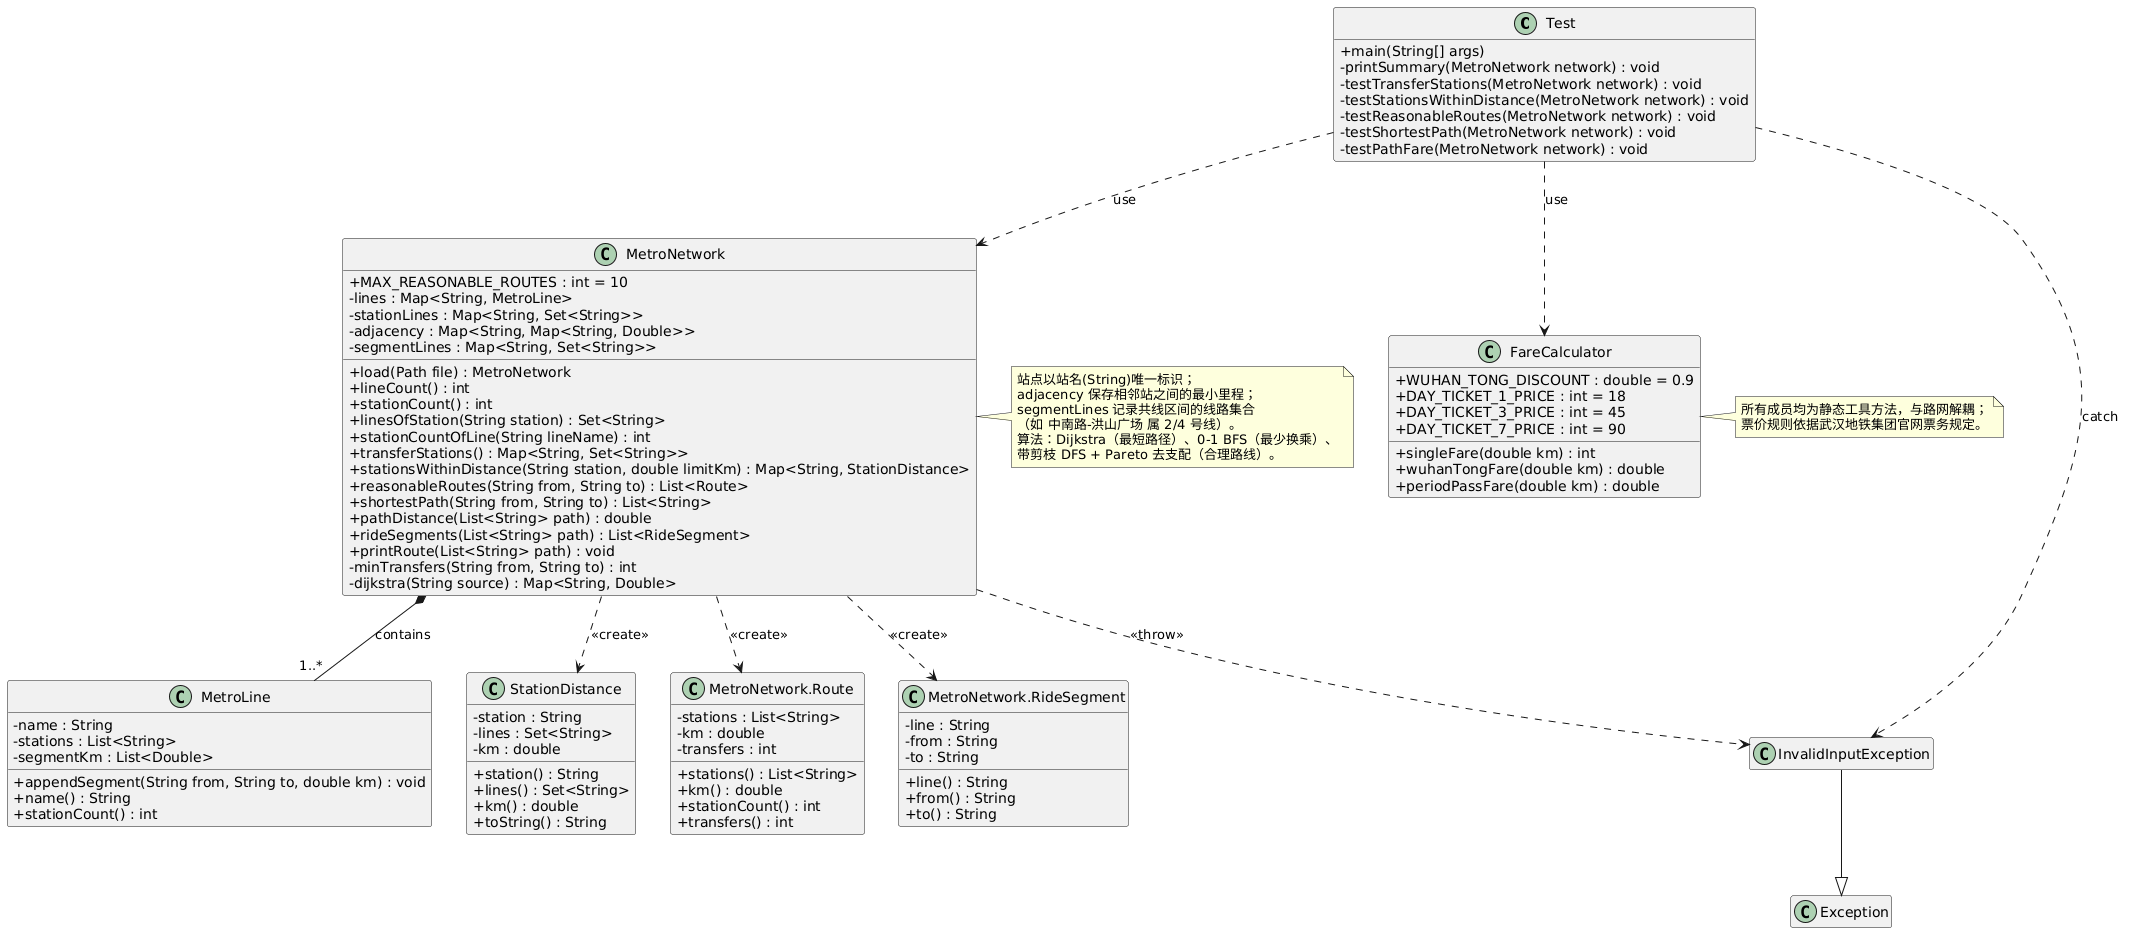 C Test
+main(String[] args)
-printSummary(MetroNetwork network) : void
-testTransferStations(MetroNetwork network) : void
-testStationsWithinDistance(MetroNetwork network) : void
-testReasonableRoutes(MetroNetwork network) : void
-testShortestPath(MetroNetwork network) : void
-testPathFare(MetroNetwork network) : void
use
use
catch
C MetroNetwork
+MAX_REASONABLE_ROUTES : int = 10
-lines : Map<String, MetroLine>
-stationLines : Map<String, Set<String>>
-adjacency : Map<String, Map<String, Double>>
-segmentLines : Map<String, Set<String>>
+load(Path file) : MetroNetwork
+lineCount() : int
+stationCount() : int
+linesOfStation(String station) : Set<String>
+stationCountOfLine(String lineName) : int
+transferStations() : Map<String, Set<String>>
+stationsWithinDistance(String station, double limitKm) : Map<String, StationDistance>
+reasonableRoutes(String from, String to) : List<Route>
+shortestPath(String from, String to) : List<String>
+pathDistance(List<String> path) : double
+rideSegments(List<String> path) : List<RideSegment>
+printRoute(List<String> path) : void
-minTransfers(String from, String to) : int
-dijkstra(String source) : Map<String, Double>
站点以站名(String)唯一标识；
adjacency 保存相邻站之间的最小里程；
segmentLines 记录共线区间的线路集合
（如 中南路-洪山广场 属 2/4 号线）。
算法：Dijkstra（最短路径）、0-1 BFS（最少换乘）、
带剪枝 DFS + Pareto 去支配（合理路线）。
C FareCalculator
+WUHAN_TONG_DISCOUNT : double = 0.9
+DAY_TICKET_1_PRICE : int = 18
+DAY_TICKET_3_PRICE : int = 45
+DAY_TICKET_7_PRICE : int = 90
+singleFare(double km) : int
+wuhanTongFare(double km) : double
+periodPassFare(double km) : double
所有成员均为静态工具方法，与路网解耦；
票价规则依据武汉地铁集团官网票务规定。
contains
1..*
«create»
«create»
«create»
«throw»
C MetroLine
-name : String
-stations : List<String>
-segmentKm : List<Double>
+appendSegment(String from, String to, double km) : void
+name() : String
+stationCount() : int
C StationDistance
-station : String
-lines : Set<String>
-km : double
+station() : String
+lines() : Set<String>
+km() : double
+toString() : String
C MetroNetwork.Route
-stations : List<String>
-km : double
-transfers : int
+stations() : List<String>
+km() : double
+stationCount() : int
+transfers() : int
C MetroNetwork.RideSegment
-line : String
-from : String
-to : String
+line() : String
+from() : String
+to() : String
C InvalidInputException
C Exception